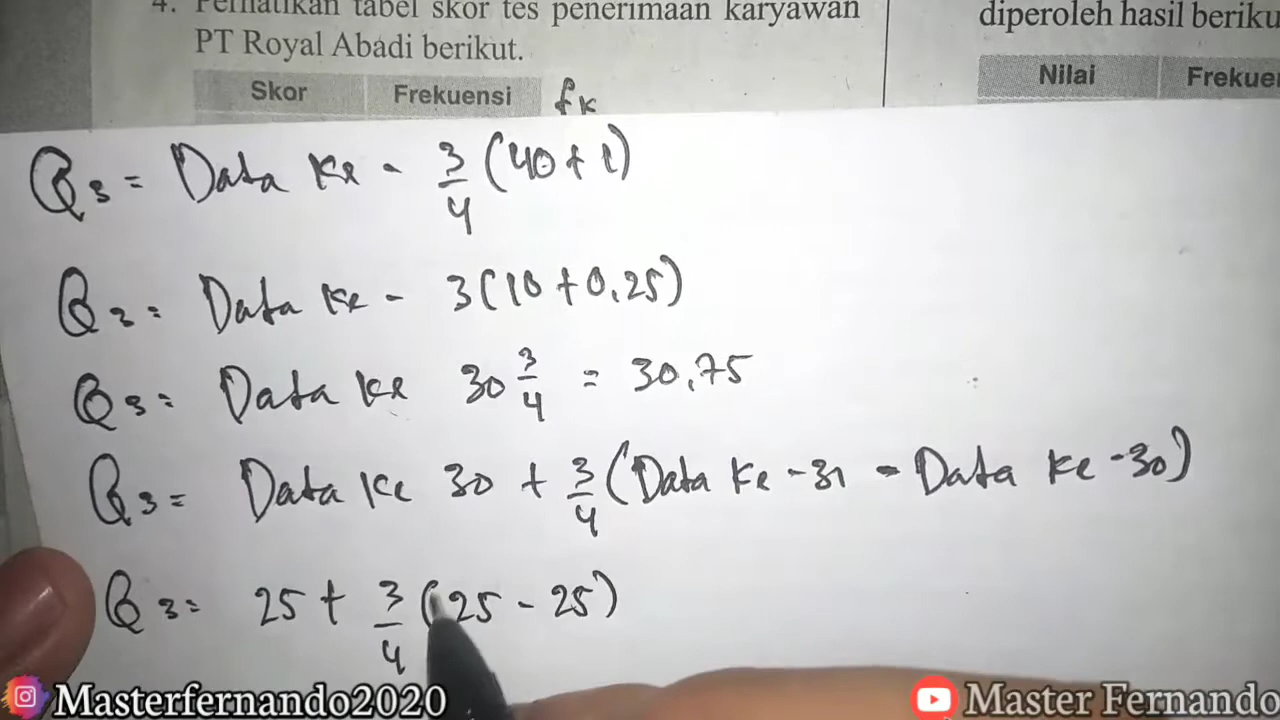 4. Perhatikan tabel skor tes penerimaan karyawan
PT Royal Abadi berikut.
Skor Frekuensi fk
diperoleh hasil beriku
Nilai Frekuen
Q3 = Data Ke - 3/4 (40 + 1)
Q3 = Data Ke - 3(10 + 0,25)
Q3 = Data Ke 30 3/4 = 30,75
Q3 = Data Ke 30 + 3/4 (Data Ke - 31 - Data Ke - 30)
Q3 = 25 + 3/4 (25 - 25)
Masterfernando2020
Master Fernando